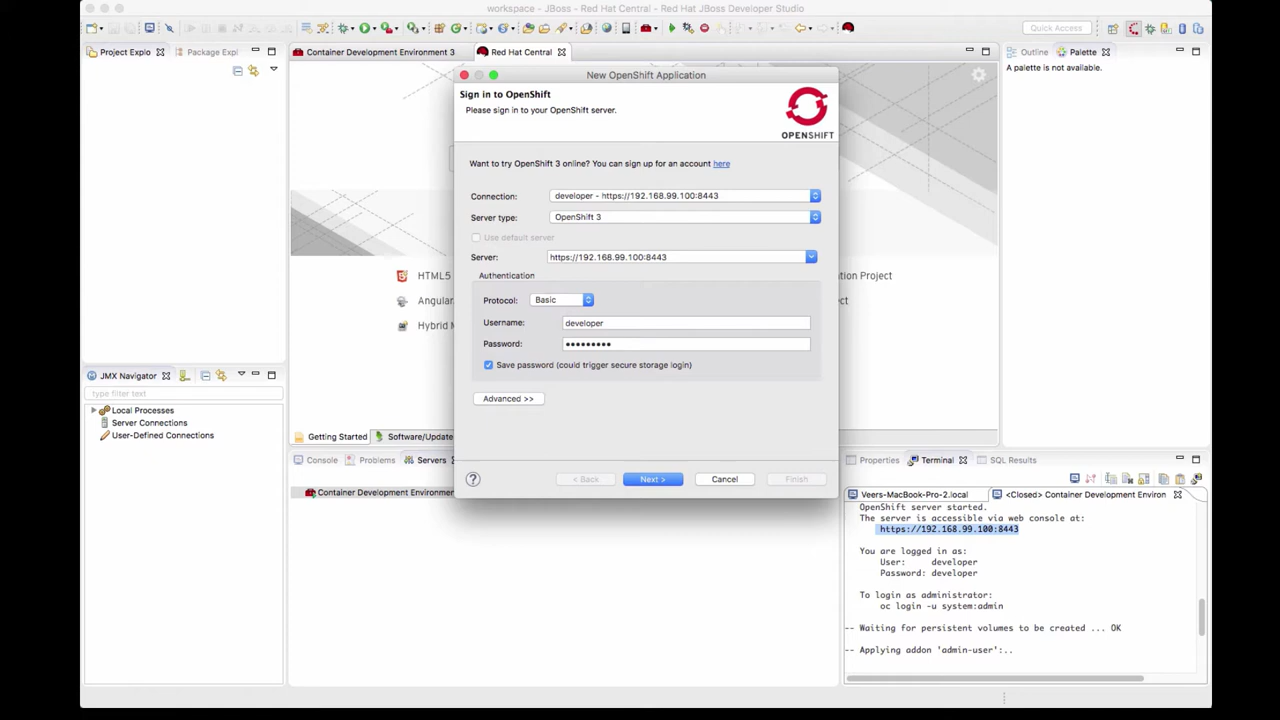 workspace - JBoss - Red Hat Central - Red Hat JBoss Developer Studio
Quick Access
Project Explo
Package Expl
Container Development Environment 3
Red Hat Central
Outline
Palette
A palette is not available.
New OpenShift Application
Sign in to OpenShift
Please sign in to your OpenShift server.
OPENSHIFT
Want to try OpenShift 3 online? You can sign up for an account here
Connection:
developer - https://192.168.99.100:8443
Server type:
OpenShift 3
Use default server
Server:
https://192.168.99.100:8443
Authentication
Protocol:
Basic
Username:
developer
Password:
•••••••••
Save password (could trigger secure storage login)
Advanced >>
< Back
Next >
Cancel
Finish
HTML5
Angular
Hybrid M
ation Project
ect
JMX Navigator
type filter text
Local Processes
Server Connections
User-Defined Connections
Getting Started
Software/Update
Console
Problems
Servers
Container Development Environmen
Properties
Terminal
SQL Results
Veers-MacBook-Pro-2.local
<Closed> Container Development Environ
OpenShift server started.
The server is accessible via web console at:
https://192.168.99.100:8443
You are logged in as:
User: developer
Password: developer
To login as administrator:
oc login -u system:admin
-- Waiting for persistent volumes to be created ... OK
-- Applying addon 'admin-user':..